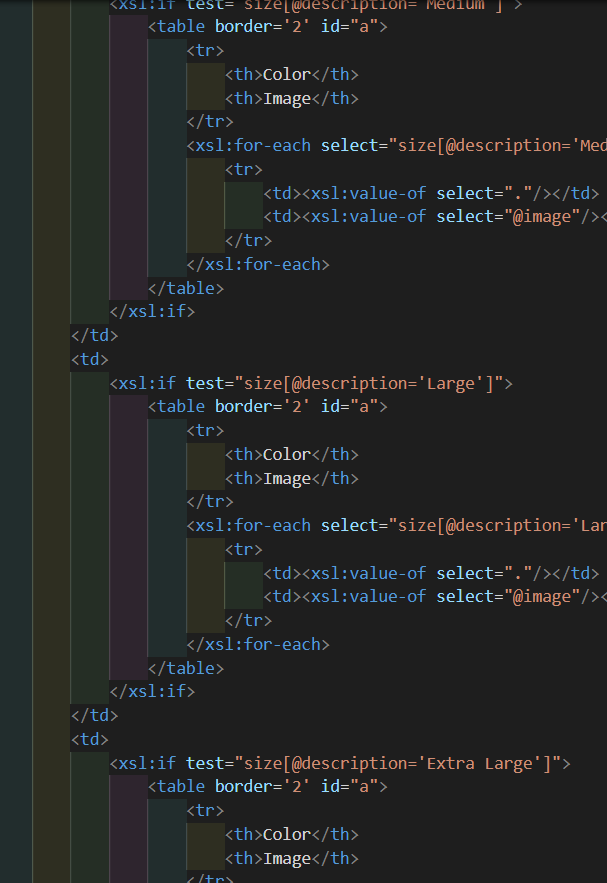 <xsl:if test="size[@description='Medium']">
<table border='2' id="a">
<tr>
<th>Color</th>
<th>Image</th>
</tr>
<xsl:for-each select="size[@description='Med
<tr>
<td><xsl:value-of select="."/></td>
<td><xsl:value-of select="@image"/><
</tr>
</xsl:for-each>
</table>
</xsl:if>
</td>
<td>
<xsl:if test="size[@description='Large']">
<table border='2' id="a">
<tr>
<th>Color</th>
<th>Image</th>
</tr>
<xsl:for-each select="size[@description='Lar
<tr>
<td><xsl:value-of select="."/></td>
<td><xsl:value-of select="@image"/><
</tr>
</xsl:for-each>
</table>
</xsl:if>
</td>
<td>
<xsl:if test="size[@description='Extra Large']">
<table border='2' id="a">
<tr>
<th>Color</th>
<th>Image</th>
</tr>